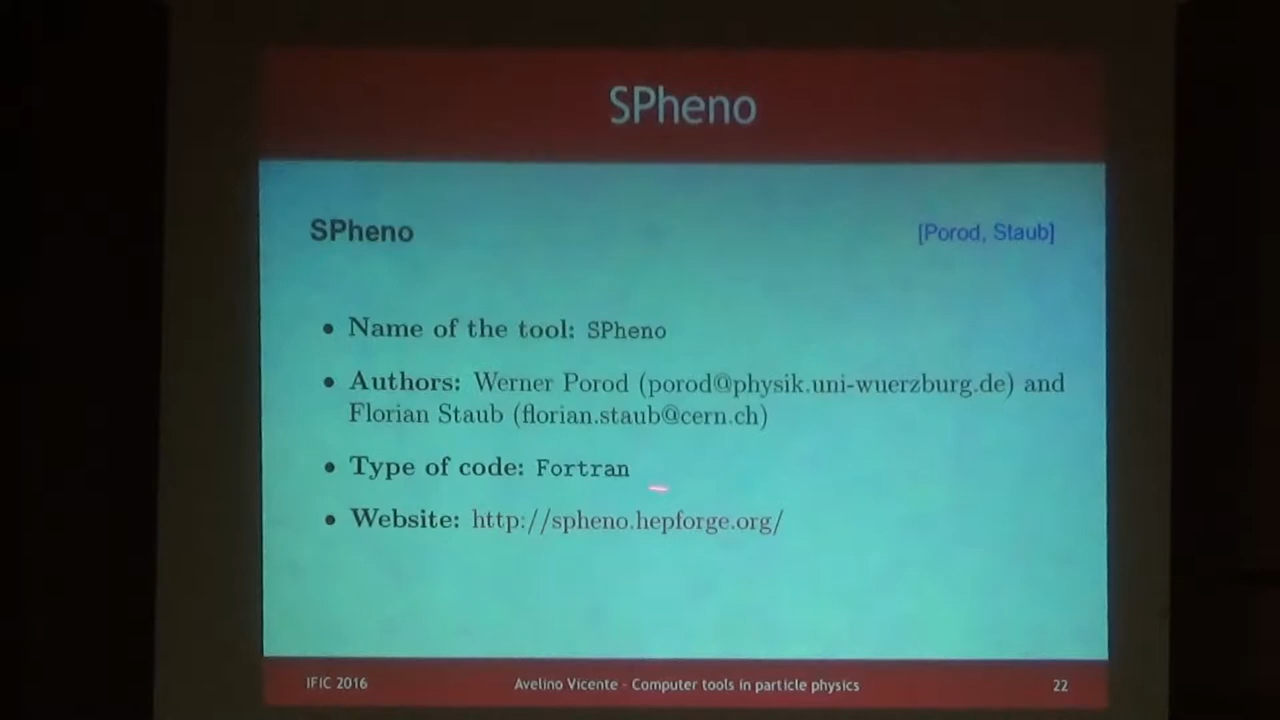 SPheno
SPheno [Porod, Staub]
• Name of the tool: SPheno
• Authors: Werner Porod (porod@physik.uni-wuerzburg.de) and
Florian Staub (florian.staub@cern.ch)
• Type of code: Fortran
• Website: http://spheno.hepforge.org/
IFIC 2016 Avelino Vicente - Computer tools in particle physics 22